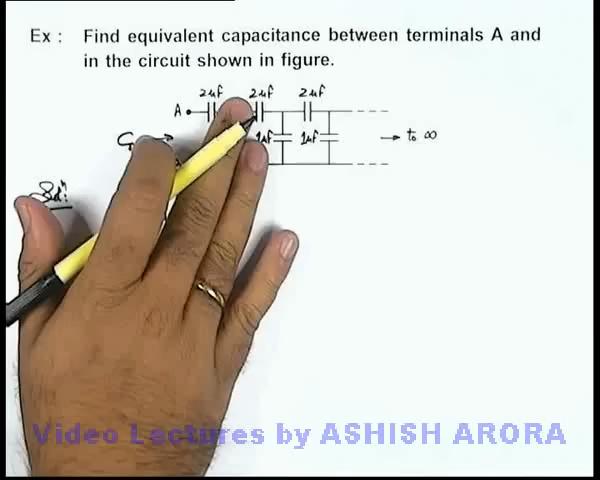 Ex : Find equivalent capacitance between terminals A and
in the circuit shown in figure.
2μF 2μF 2μF
A
1μF 1μF → to ∞
Solⁿ:
Video Lectures by ASHISH ARORA